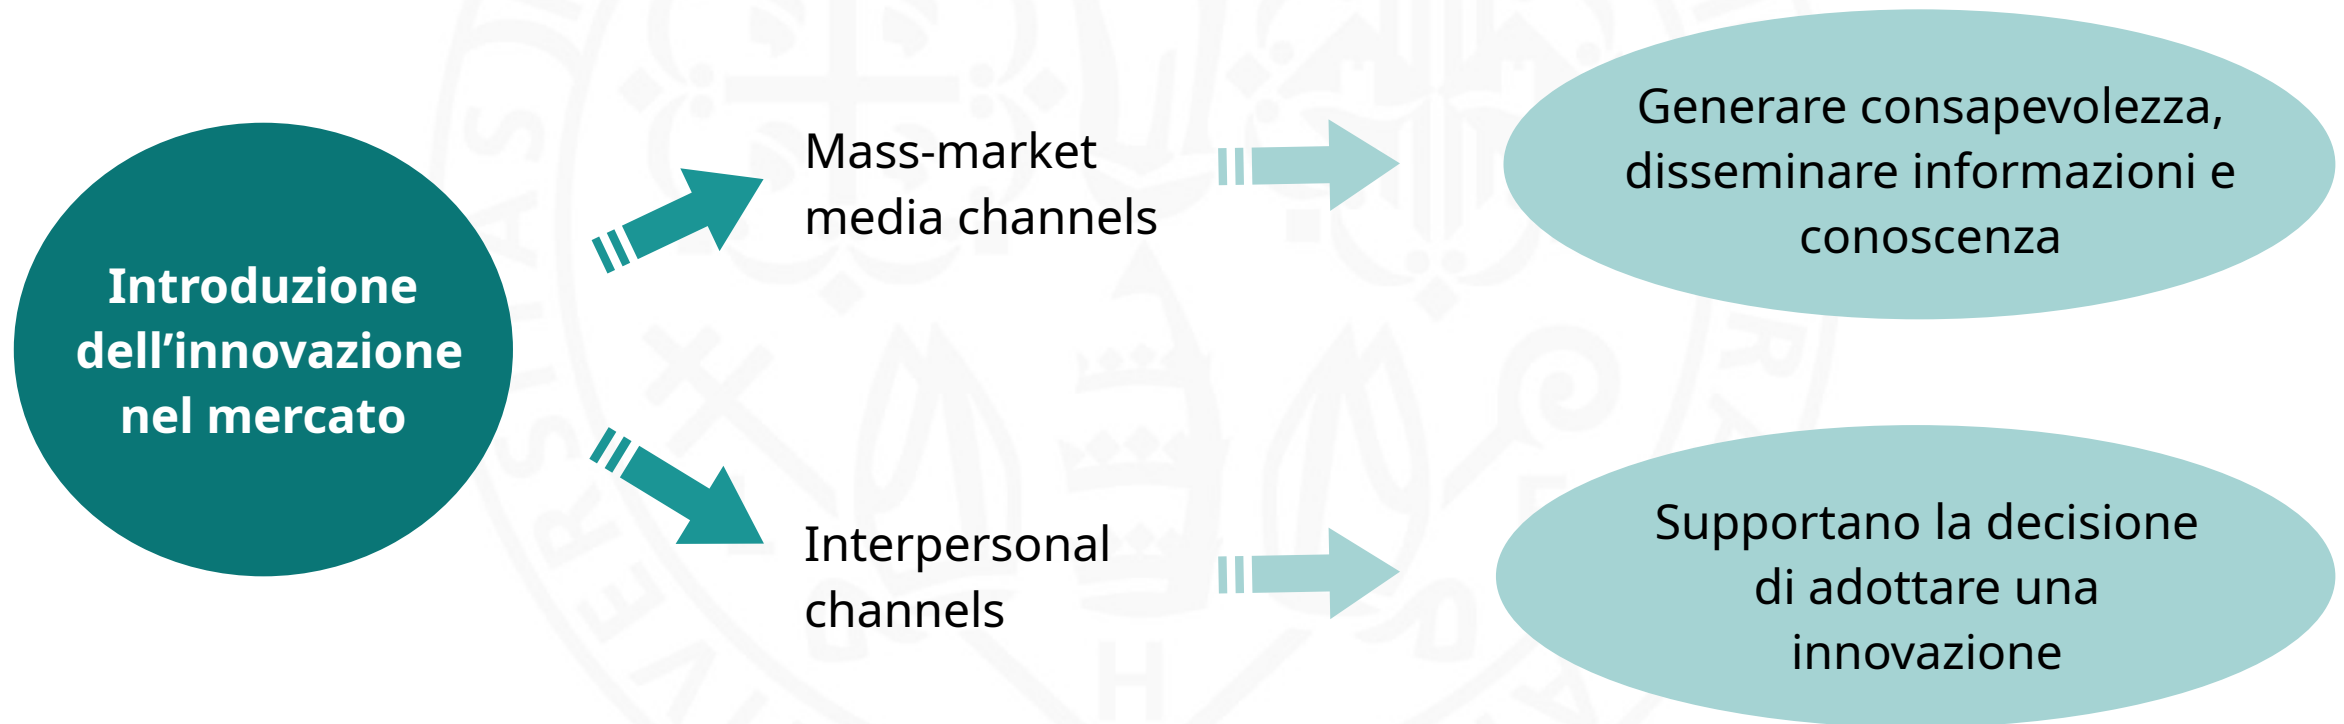 Introduzione
dell’innovazione
nel mercato
Mass-market
media channels
Generare consapevolezza,
disseminare informazioni e
conoscenza
Interpersonal
channels
Supportano la decisione
di adottare una
innovazione